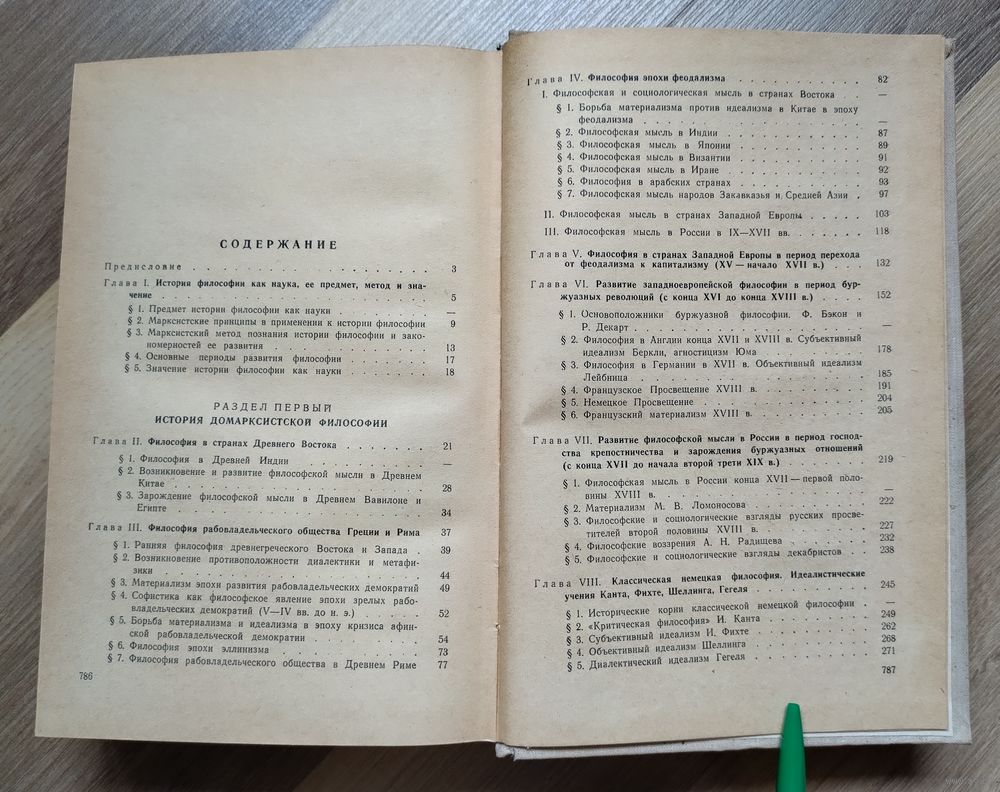 СОДЕРЖАНИЕ
Предисловие . . . . . . . . . . . . . . . . . . 3
Глава I. История философии как наука, ее предмет, метод и зна-
чение . . . . . . . . . . . . . . . . . . 5
§ 1. Предмет истории философии как науки . . . . . . . . —
§ 2. Марксистские принципы в применении к истории философии 9
§ 3. Марксистский метод познания истории философии и зако-
номерностей ее развития . . . . . . . . . . . 13
§ 4. Основные периоды развития философии . . . . . . . 17
§ 5. Значение истории философии как науки . . . . . . . 18
РАЗДЕЛ ПЕРВЫЙ
ИСТОРИЯ ДОМАРКСИСТСКОЙ ФИЛОСОФИИ
Глава II. Философия в странах Древнего Востока . . . . . . 21
§ 1. Философия в Древней Индии . . . . . . . . . . —
§ 2. Возникновение и развитие философской мысли в Древнем
Китае . . . . . . . . . . . . . . . . . . 28
§ 3. Зарождение философской мысли в Древнем Вавилоне и
Египте . . . . . . . . . . . . . . . . . . 34
Глава III. Философия рабовладельческого общества Греции и Рима 37
§ 1. Ранняя философия древнегреческого Востока и Запада . 39
§ 2. Возникновение противоположности диалектики и метафи-
зики . . . . . . . . . . . . . . . . . . 44
§ 3. Материализм эпохи развития рабовладельческих демократий 49
§ 4. Софистика как философское явление эпохи зрелых рабо-
владельческих демократий (V—IV вв. до н. э.) . . . . . 52
§ 5. Борьба материализма и идеализма в эпоху кризиса афин-
ской рабовладельческой демократии . . . . . . . . 54
§ 6. Философия эпохи эллинизма . . . . . . . . . . 73
§ 7. Философия рабовладельческого общества в Древнем Риме 77
786
Глава IV. Философия эпохи феодализма . . . . . . . . . 82
I. Философская и социологическая мысль в странах Востока . . —
§ 1. Борьба материализма против идеализма в Китае в эпоху
феодализма . . . . . . . . . . . . . . . —
§ 2. Философская мысль в Индии . . . . . . . . . . 87
§ 3. Философская мысль в Японии . . . . . . . . . 89
§ 4. Философская мысль в Византии . . . . . . . . . 91
§ 5. Философская мысль в Иране . . . . . . . . . . 92
§ 6. Философия в арабских странах . . . . . . . . . 93
§ 7. Философская мысль народов Закавказья и Средней Азии . 97
II. Философская мысль в странах Западной Европы . . . . . 103
III. Философская мысль в России в IX—XVII вв. . . . . . . 118
Глава V. Философия в странах Западной Европы в период перехода
от феодализма к капитализму (XV — начало XVII в.) . . . 132
Глава VI. Развитие западноевропейской философии в период бур-
жуазных революций (с конца XVI до конца XVIII в.) . . . 152
§ 1. Основоположники буржуазной философии. Ф. Бэкон и
Р. Декарт . . . . . . . . . . . . . . . . —
§ 2. Философия в Англии конца XVII и XVIII в. Субъективный
идеализм Беркли, агностицизм Юма . . . . . . . . 178
§ 3. Философия в Германии в XVII в. Объективный идеализм
Лейбница . . . . . . . . . . . . . . . . 185
§ 4. Французское Просвещение XVIII в. . . . . . . . . 191
§ 5. Немецкое Просвещение . . . . . . . . . . . . 204
§ 6. Французский материализм XVIII в. . . . . . . . . 205
Глава VII. Развитие философской мысли в России в период господ-
ства крепостничества и зарождения буржуазных отношений
(с конца XVII до начала второй трети XIX в.) . . . . . . 219
§ 1. Философская мысль в России конца XVII — первой поло-
вины XVIII в. . . . . . . . . . . . . . . . —
§ 2. Материализм М. В. Ломоносова . . . . . . . . . 222
§ 3. Философские и социологические взгляды русских просве-
тителей второй половины XVIII в. . . . . . . . . 227
§ 4. Философские воззрения А. Н. Радищева . . . . . . 232
§ 5. Философские и социологические взгляды декабристов . . 238
Глава VIII. Классическая немецкая философия. Идеалистические
учения Канта, Фихте, Шеллинга, Гегеля . . . . . . . . 245
§ 1. Исторические корни классической немецкой философии . —
§ 2. «Критическая философия» И. Канта . . . . . . . . 249
§ 3. Субъективный идеализм И. Фихте . . . . . . . . 262
§ 4. Объективный идеализм Шеллинга . . . . . . . . 268
§ 5. Диалектический идеализм Гегеля . . . . . . . . . 271
787